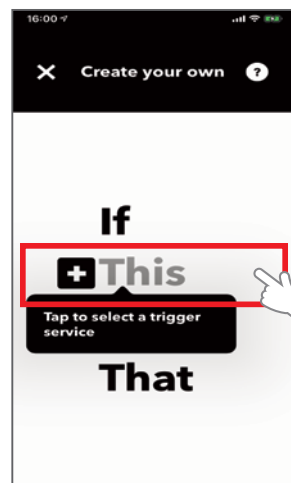 16:00
Create your own ?
If
+ This
Tap to select a trigger
service
That